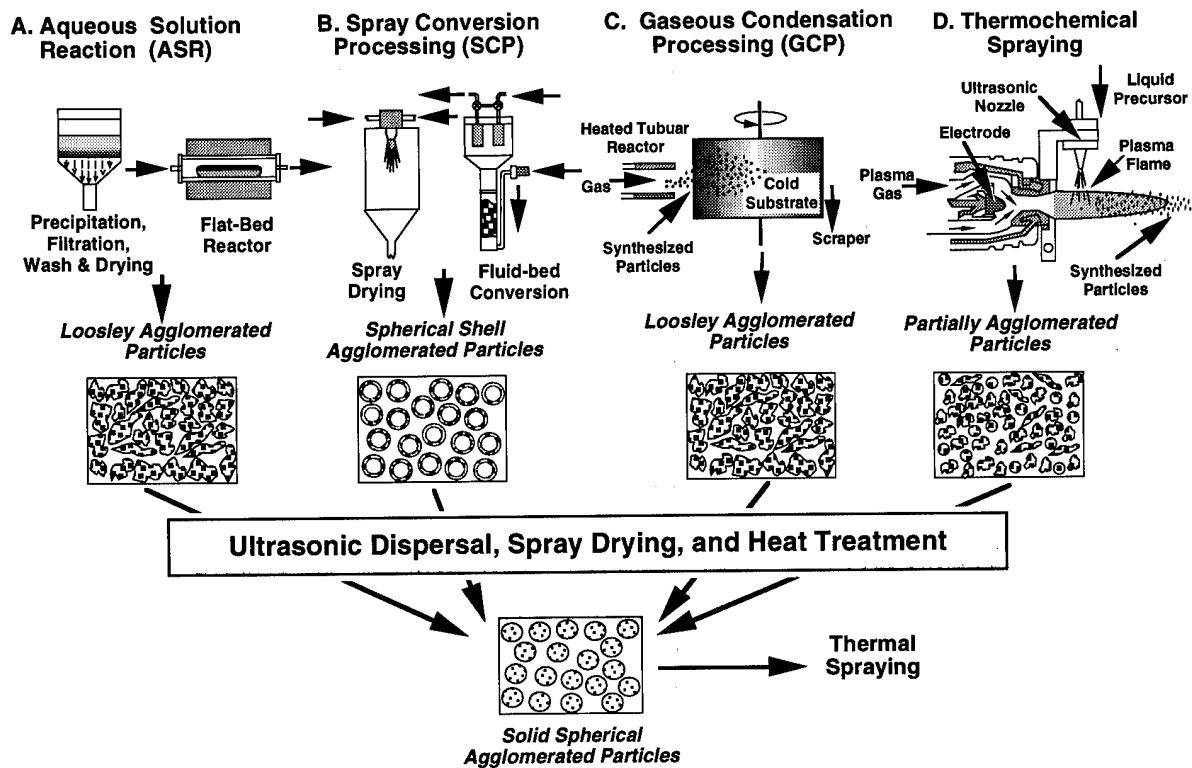 A. Aqueous Solution
Reaction (ASR)
Precipitation,
Filtration,
Wash & Drying
Flat-Bed
Reactor
Loosley Agglomerated
Particles
B. Spray Conversion
Processing (SCP)
Spray
Drying
Fluid-bed
Conversion
Spherical Shell
Agglomerated Particles
C. Gaseous Condensation
Processing (GCP)
Heated Tubuar
Reactor
Gas
Cold
Substrate
Scraper
Synthesized
Particles
Loosley Agglomerated
Particles
D. Thermochemical
Spraying
Ultrasonic
Nozzle
Liquid
Precursor
Electrode
Plasma
Flame
Plasma
Gas
Synthesized
Particles
Partially Agglomerated
Particles
Ultrasonic Dispersal, Spray Drying, and Heat Treatment
Thermal
Spraying
Solid Spherical
Agglomerated Particles